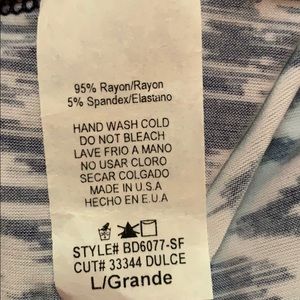 95% Rayon/Rayon
5% Spandex/Elastano
HAND WASH COLD
DO NOT BLEACH
LAVE FRIO A MANO
NO USAR CLORO
SECAR COLGADO
MADE IN U.S.A
HECHO EN E.U.A
STYLE# BD6077-SF
CUT# 33344 DULCE
L/Grande